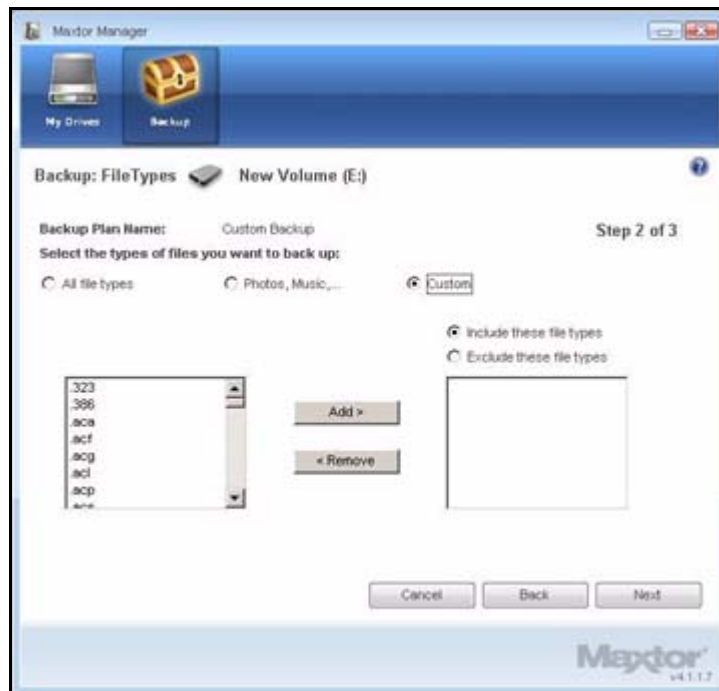 Maxtor Manager
My Drives
Backup
Backup: FileTypes New Volume (E:)
Backup Plan Name: Custom Backup
Step 2 of 3
Select the types of files you want to back up:
All file types Photos, Music,... Custom
Include these file types
Exclude these file types
.323
.386
.aca
.acf
.acg
.acl
.acp
.acs
Add >
< Remove
Cancel Back Next
Maxtor
v4.1.1.7